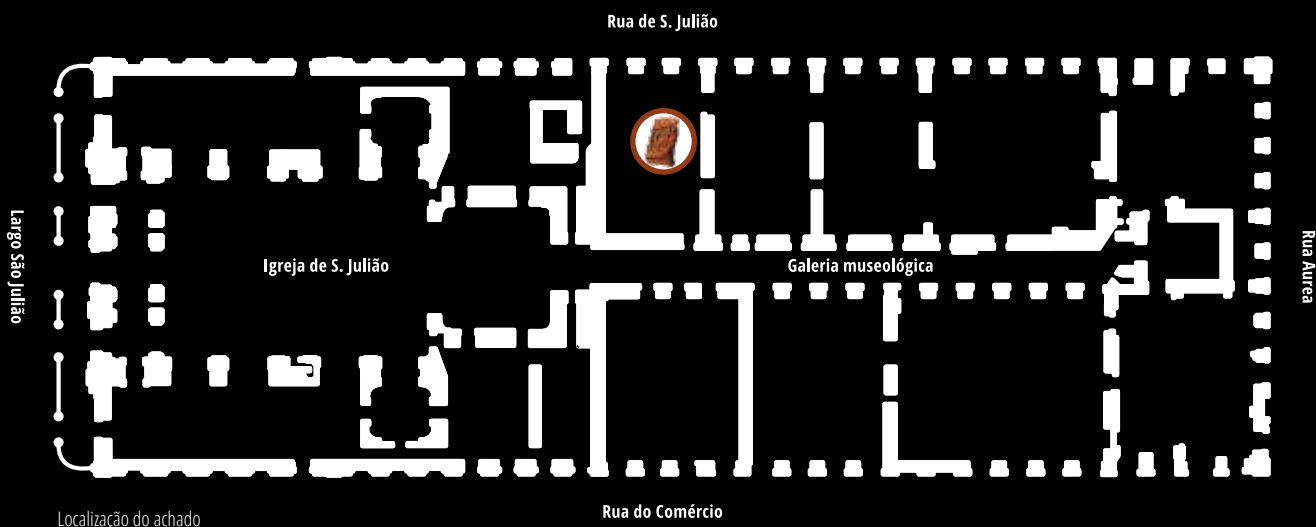 Rua de S. Julião
Largo São Julião
Igreja de S. Julião
Galeria museológica
Rua Aurea
Rua do Comércio
Localização do achado